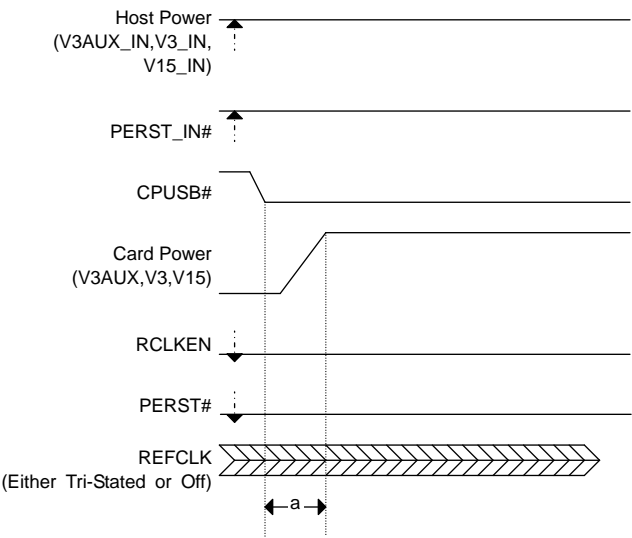 Host Power
(V3AUX_IN,V3_IN,
V15_IN)
PERST_IN#
CPUSB#
Card Power
(V3AUX,V3,V15)
RCLKEN
PERST#
REFCLK
(Either Tri-Stated or Off)
a